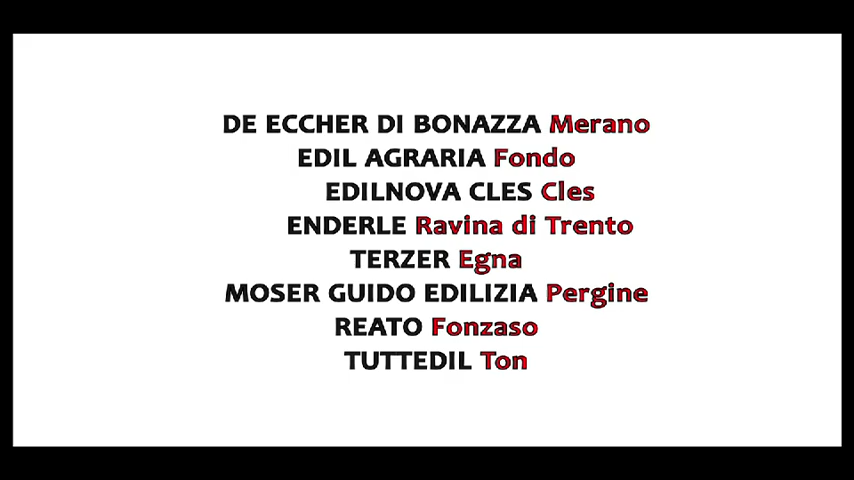 DE ECCHER DI BONAZZA Merano
EDIL AGRARIA Fondo
EDILNOVA CLES Cles
ENDERLE Ravina di Trento
TERZER Egna
MOSER GUIDO EDILIZIA Pergine
REATO Fonzaso
TUTTEDIL Ton